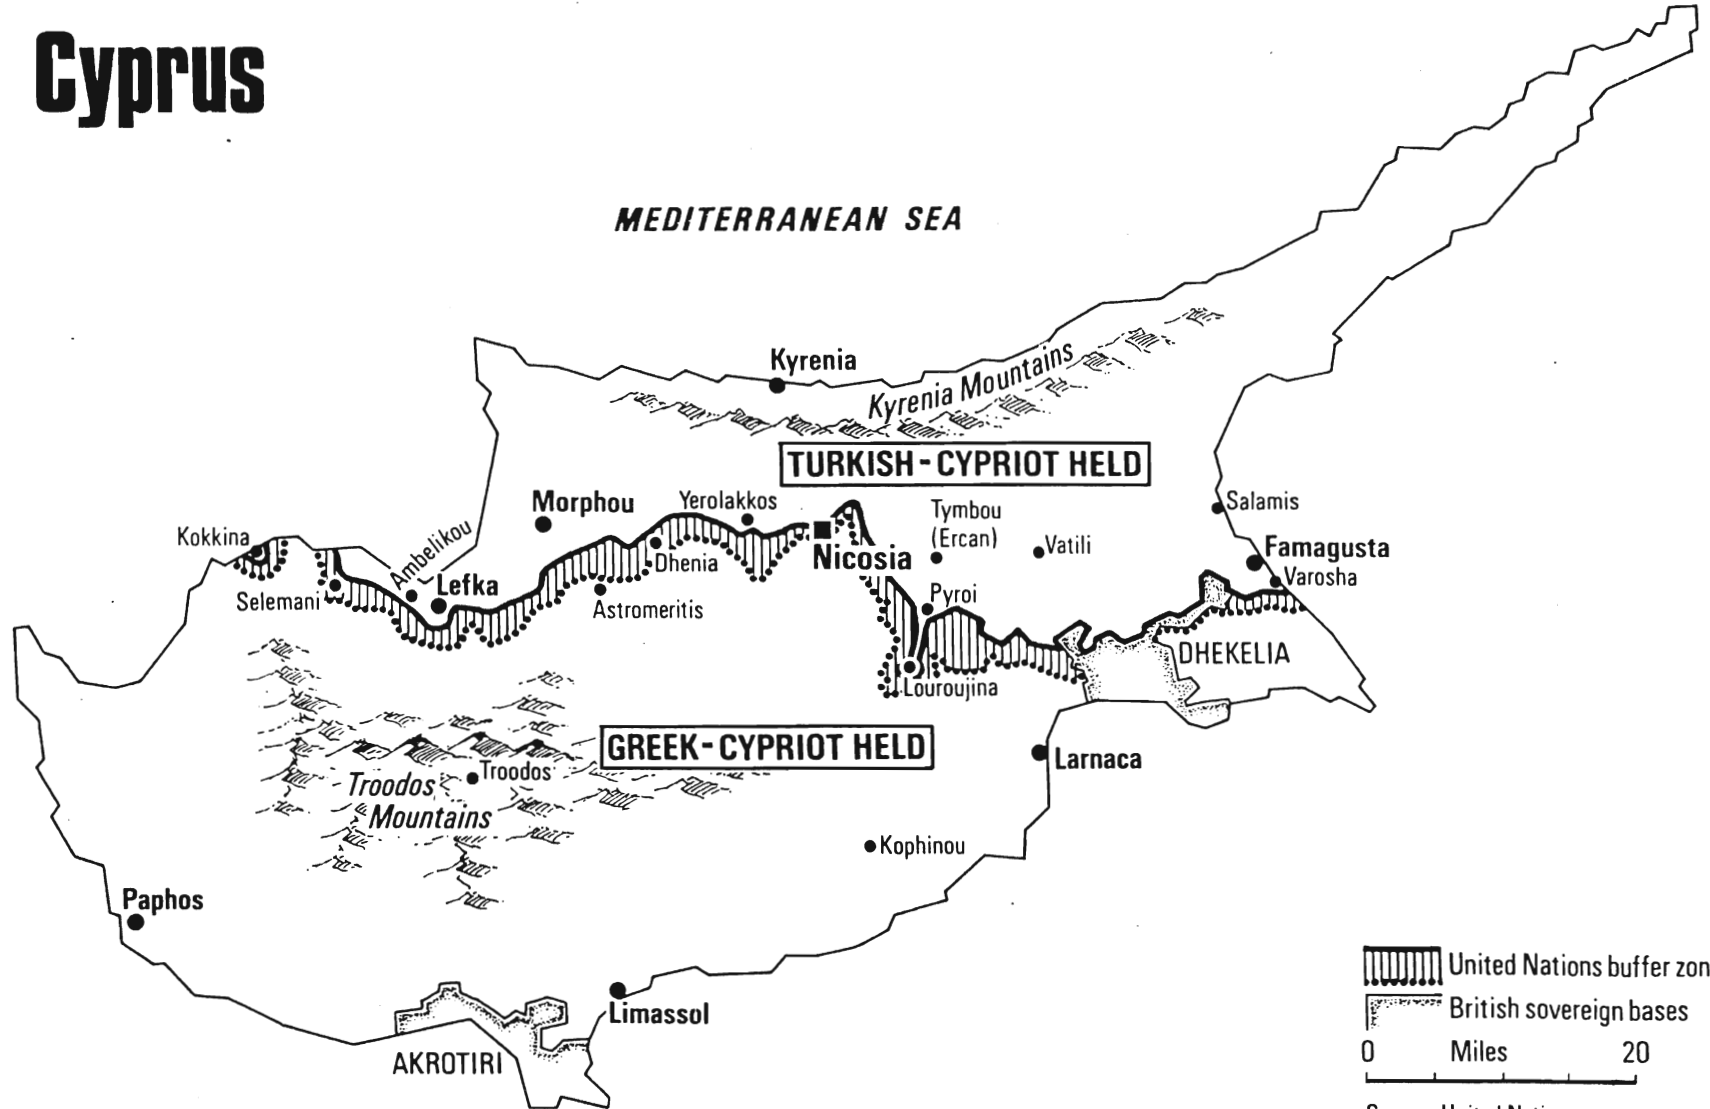 Cyprus
MEDITERRANEAN SEA
Kyrenia
Kyrenia Mountains
TURKISH-CYPRIOT HELD
Morphou
Yerolakkos
Tymbou
(Ercan)
Vatili
Salamis
Kokkina
Ambelikou
Dhenia
Nicosia
Famagusta
Varosha
Selemani
Lefka
Astromeritis
Pyroi
DHEKELIA
Louroujina
GREEK-CYPRIOT HELD
Larnaca
Troodos
Troodos
Mountains
Kophinou
Paphos
Limassol
AKROTIRI
United Nations buffer zon
British sovereign bases
0 Miles 20